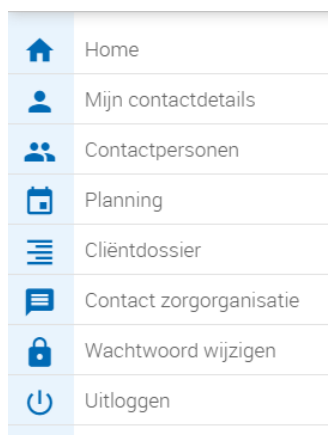 Home
Mijn contactdetails
Contactpersonen
Planning
Cliëntdossier
Contact zorgorganisatie
Wachtwoord wijzigen
Uitloggen